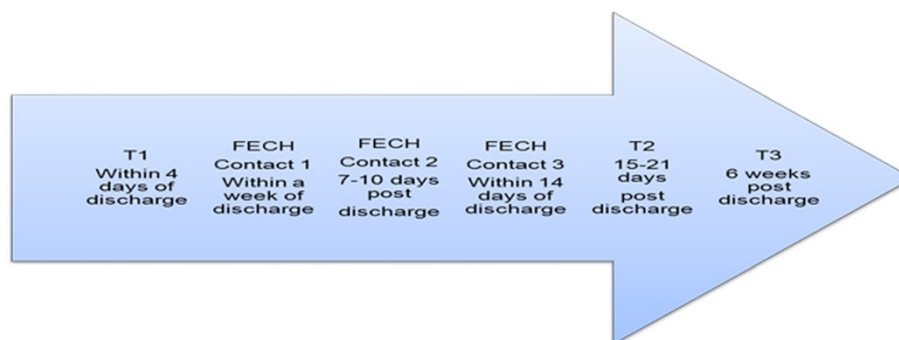 T1
Within 4
days of
discharge
FECH
Contact 1
Within a
week of
discharge
FECH
Contact 2
7-10 days
post
discharge
FECH
Contact 3
Within 14
days of
discharge
T2
15-21
days
post
discharge
T3
6 weeks
post
discharge